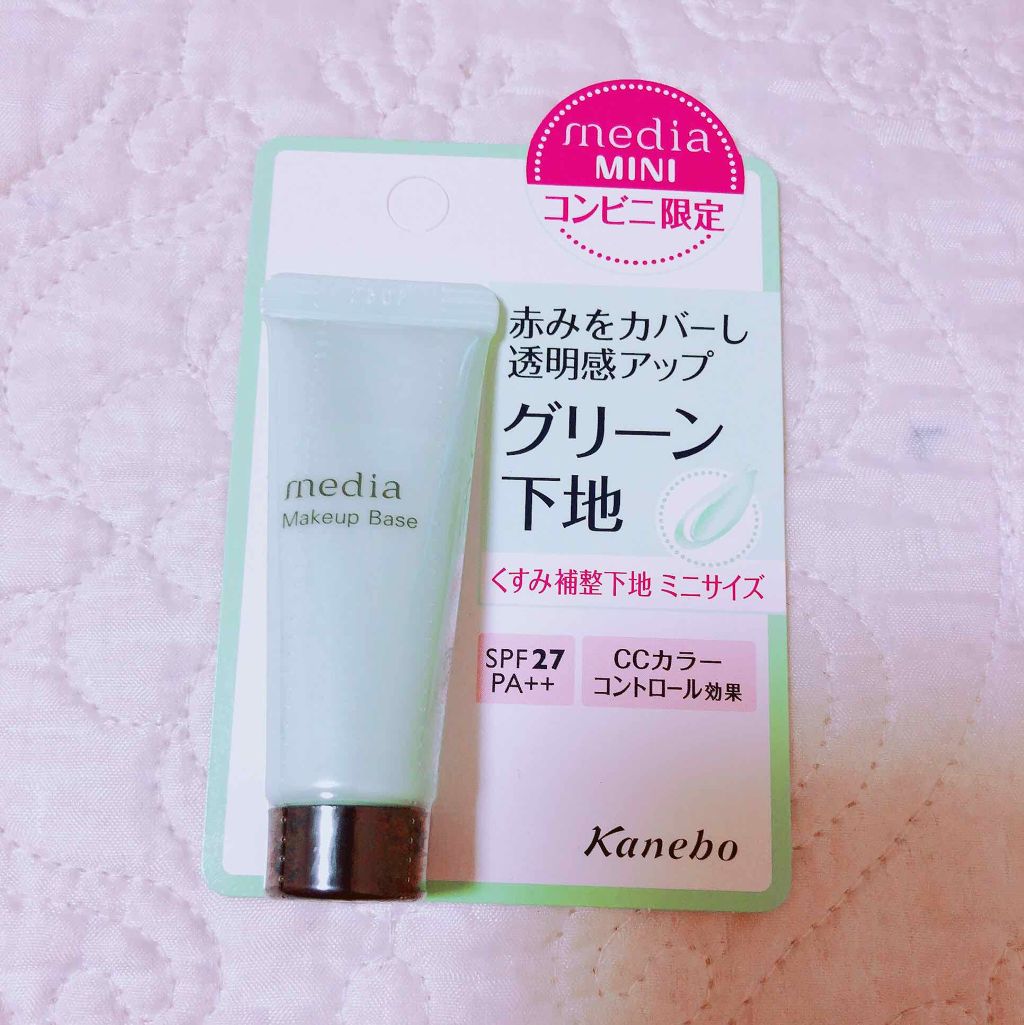 media
MINI
コンビニ限定
赤みをカバーし
透明感アップ
グリーン
下地
くすみ補整下地 ミニサイズ
SPF27
PA++
CCカラー
コントロール効果
Kanebo
media
Makeup Base